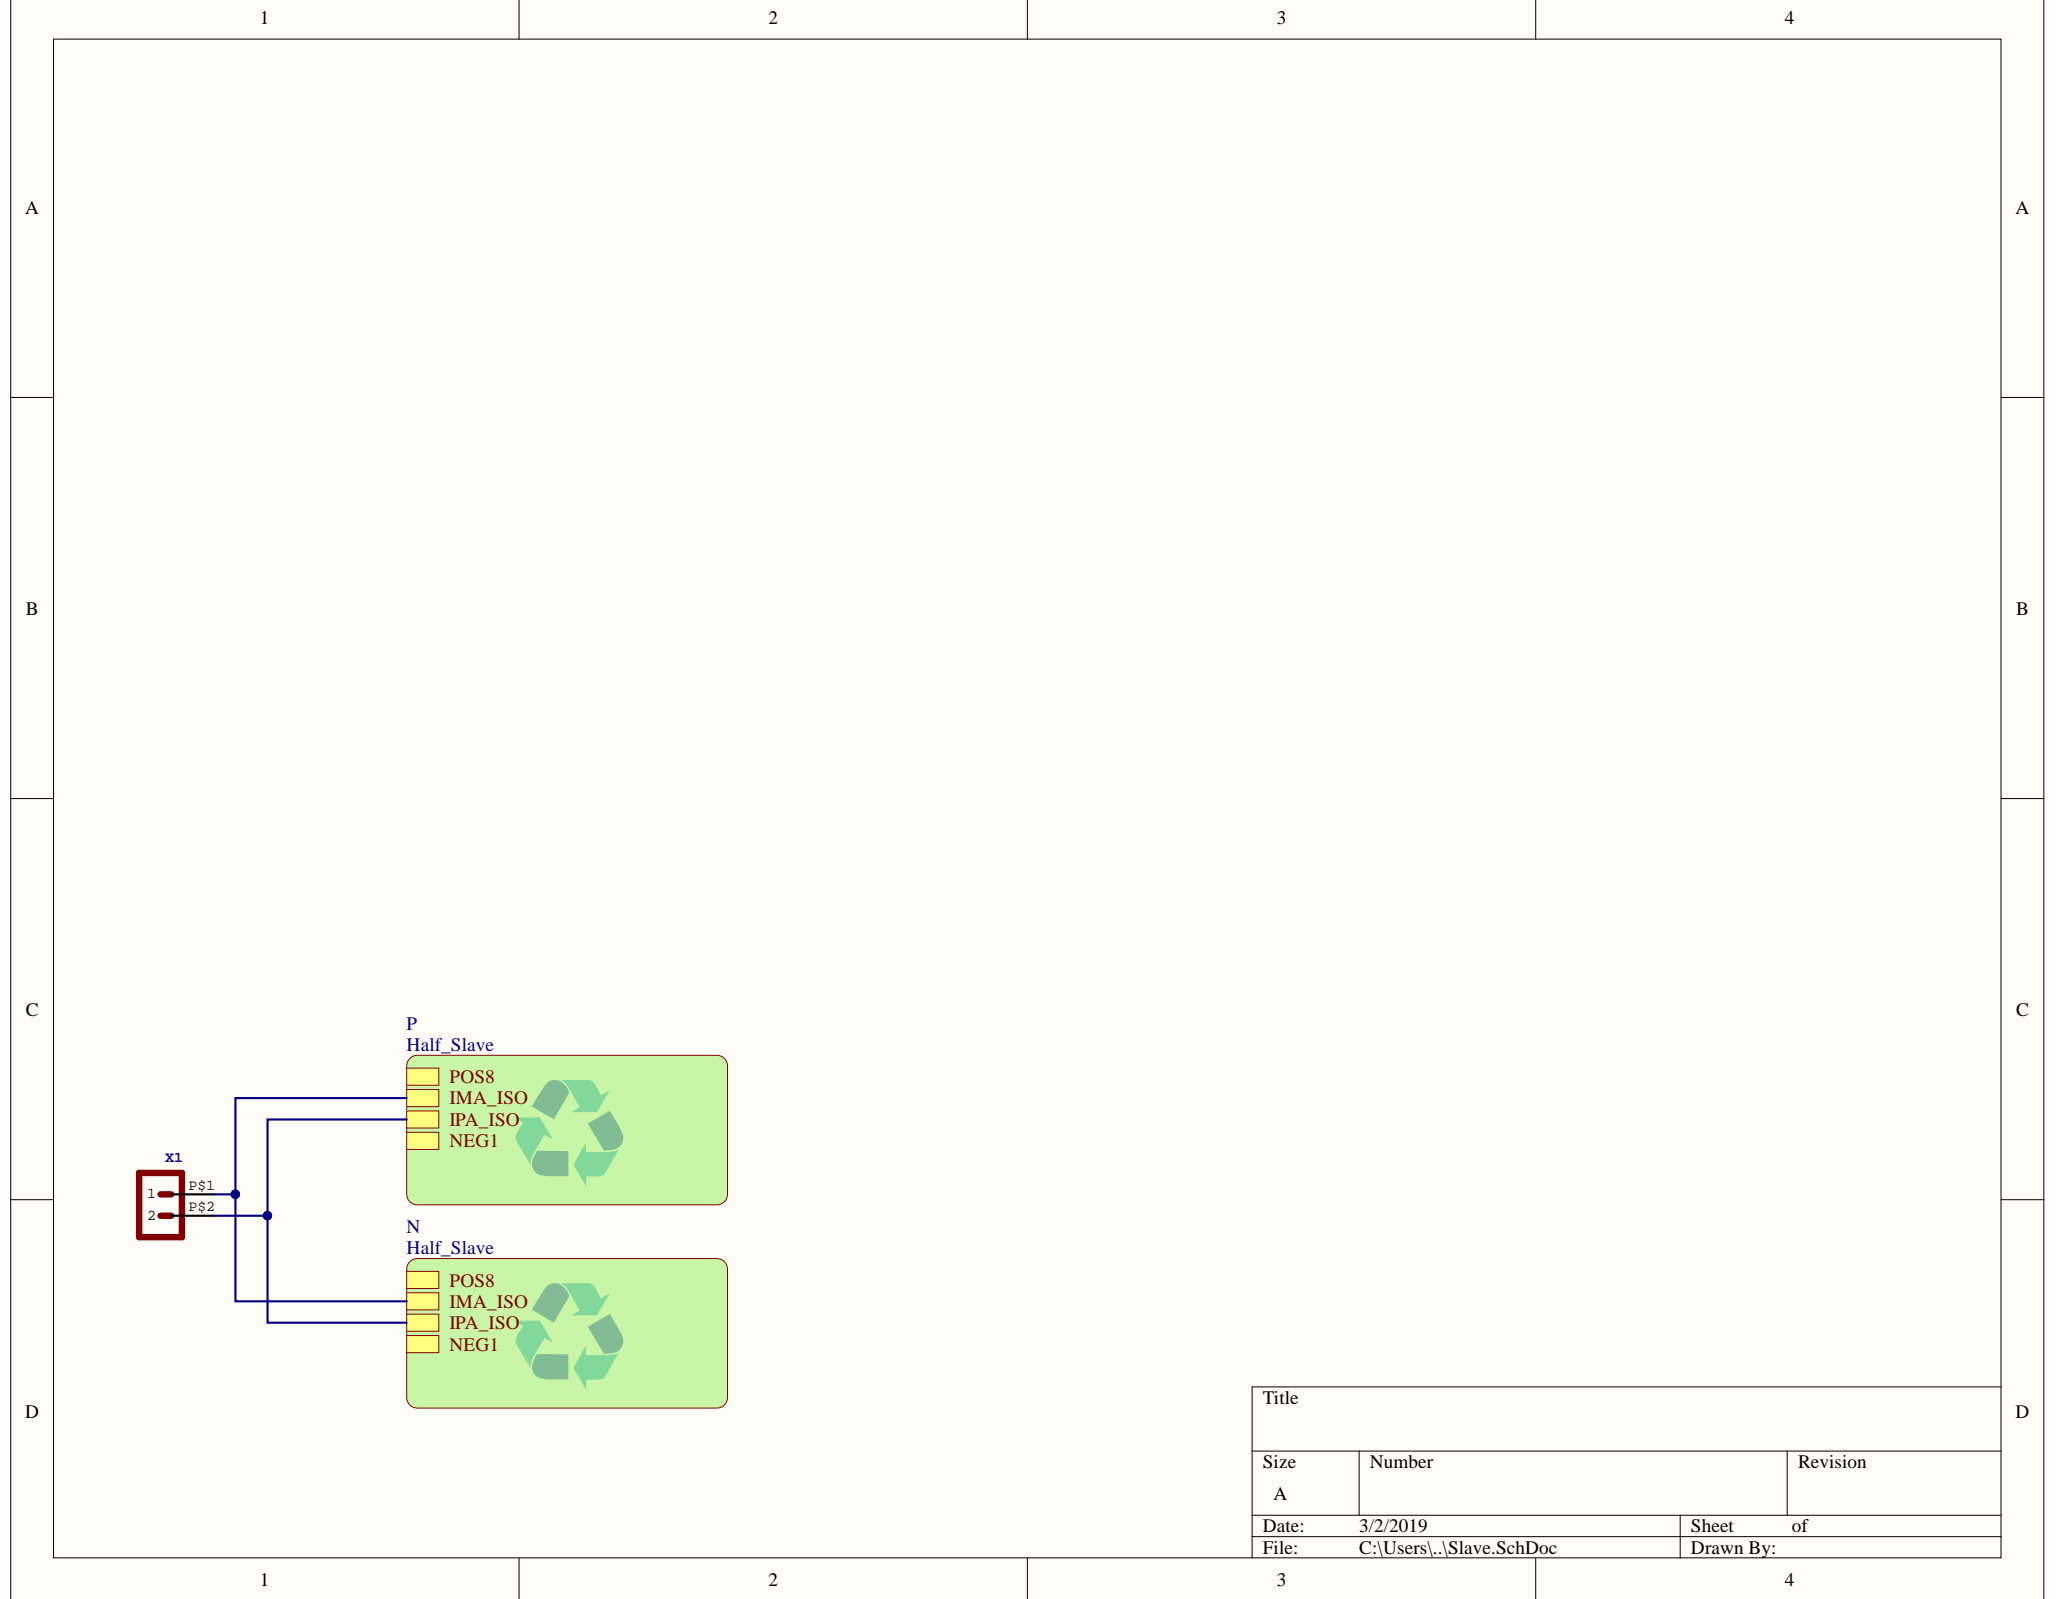 1 2 3 4
A A
B B
C C
P
Half_Slave
POS8
IMA_ISO
IPA_ISO
NEG1
X1
1 P$1
2 P$2
N
Half_Slave
POS8
IMA_ISO
IPA_ISO
NEG1
D D
Title
Size Number Revision
A
Date: 3/2/2019 Sheet of
File: C:\Users\..\Slave.SchDoc Drawn By:
1 2 3 4